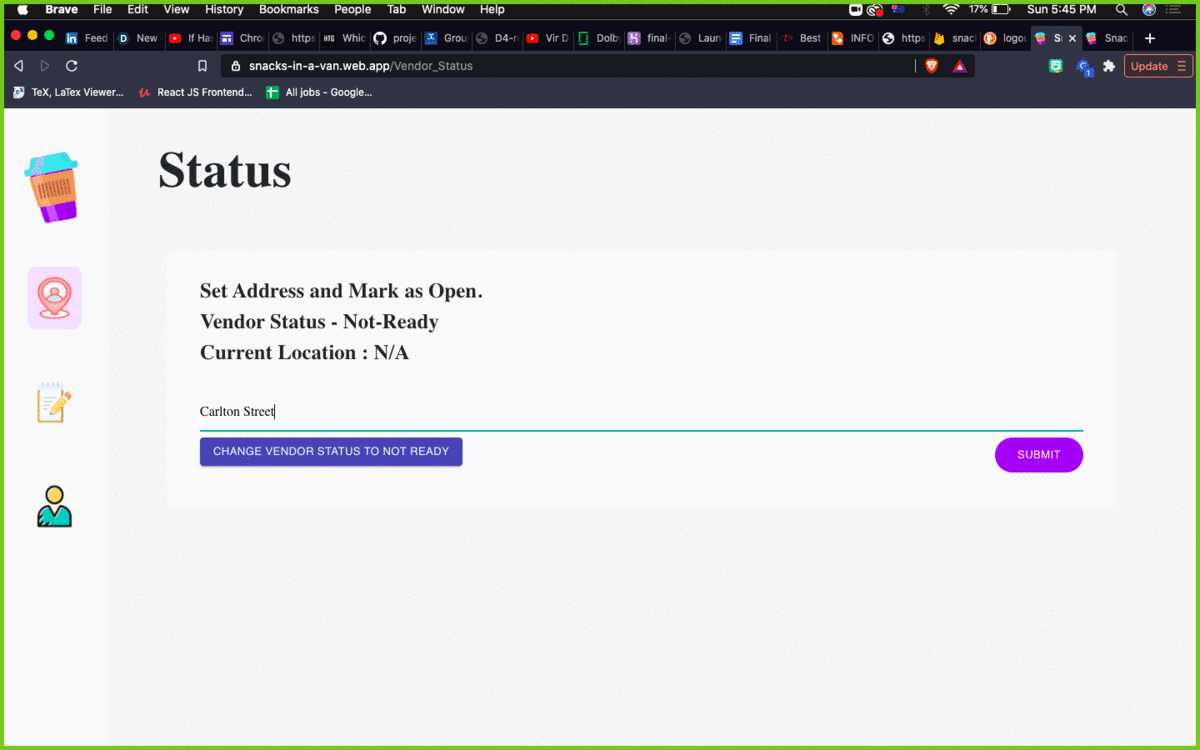 Brave File Edit View History Bookmarks People Tab Window Help 17% Sun 5:45 PM
Feed New If Ha Chro https HTG Whic proje Grou D4-r Vir D Dolb final- Laun Final Best INFO https snac logo S Snac
snacks-in-a-van.web.app/Vendor_Status 1 Update
TeX, LaTex Viewer... React JS Frontend... All jobs - Google...
Status
Set Address and Mark as Open.
Vendor Status - Not-Ready
Current Location : N/A
Carlton Street
CHANGE VENDOR STATUS TO NOT READY SUBMIT